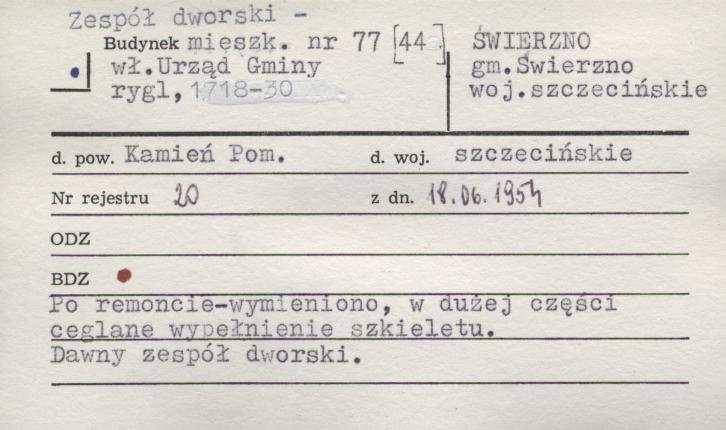 Zespół dworski -
Budynek mieszk. nr 77 [44] ŚWIERZNO
wł.Urząd Gminy gm.Świerzno
rygl, 1718-30 woj.szczecińskie
d. pow. Kamień Pom. d. woj. szczecińskie
Nr rejestru 20 z dn. 18.06.1954
ODZ
BDZ
Po remoncie-wymieniono, w dużej części
ceglane wypełnienie szkieletu.
Dawny zespół dworski.